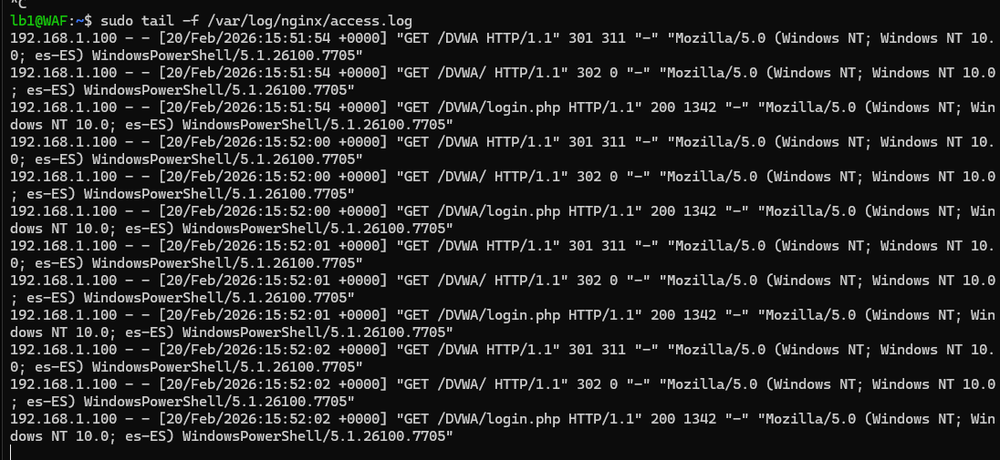 ^C
lb1@WAF:~$ sudo tail -f /var/log/nginx/access.log
192.168.1.100 - - [20/Feb/2026:15:51:54 +0000] "GET /DVWA HTTP/1.1" 301 311 "-" "Mozilla/5.0 (Windows NT; Windows NT 10.
0; es-ES) WindowsPowerShell/5.1.26100.7705"
192.168.1.100 - - [20/Feb/2026:15:51:54 +0000] "GET /DVWA/ HTTP/1.1" 302 0 "-" "Mozilla/5.0 (Windows NT; Windows NT 10.0
; es-ES) WindowsPowerShell/5.1.26100.7705"
192.168.1.100 - - [20/Feb/2026:15:51:54 +0000] "GET /DVWA/login.php HTTP/1.1" 200 1342 "-" "Mozilla/5.0 (Windows NT; Win
dows NT 10.0; es-ES) WindowsPowerShell/5.1.26100.7705"
192.168.1.100 - - [20/Feb/2026:15:52:00 +0000] "GET /DVWA HTTP/1.1" 301 311 "-" "Mozilla/5.0 (Windows NT; Windows NT 10.
0; es-ES) WindowsPowerShell/5.1.26100.7705"
192.168.1.100 - - [20/Feb/2026:15:52:00 +0000] "GET /DVWA/ HTTP/1.1" 302 0 "-" "Mozilla/5.0 (Windows NT; Windows NT 10.0
; es-ES) WindowsPowerShell/5.1.26100.7705"
192.168.1.100 - - [20/Feb/2026:15:52:00 +0000] "GET /DVWA/login.php HTTP/1.1" 200 1342 "-" "Mozilla/5.0 (Windows NT; Win
dows NT 10.0; es-ES) WindowsPowerShell/5.1.26100.7705"
192.168.1.100 - - [20/Feb/2026:15:52:01 +0000] "GET /DVWA HTTP/1.1" 301 311 "-" "Mozilla/5.0 (Windows NT; Windows NT 10.
0; es-ES) WindowsPowerShell/5.1.26100.7705"
192.168.1.100 - - [20/Feb/2026:15:52:01 +0000] "GET /DVWA/ HTTP/1.1" 302 0 "-" "Mozilla/5.0 (Windows NT; Windows NT 10.0
; es-ES) WindowsPowerShell/5.1.26100.7705"
192.168.1.100 - - [20/Feb/2026:15:52:01 +0000] "GET /DVWA/login.php HTTP/1.1" 200 1342 "-" "Mozilla/5.0 (Windows NT; Win
dows NT 10.0; es-ES) WindowsPowerShell/5.1.26100.7705"
192.168.1.100 - - [20/Feb/2026:15:52:02 +0000] "GET /DVWA HTTP/1.1" 301 311 "-" "Mozilla/5.0 (Windows NT; Windows NT 10.
0; es-ES) WindowsPowerShell/5.1.26100.7705"
192.168.1.100 - - [20/Feb/2026:15:52:02 +0000] "GET /DVWA/ HTTP/1.1" 302 0 "-" "Mozilla/5.0 (Windows NT; Windows NT 10.0
; es-ES) WindowsPowerShell/5.1.26100.7705"
192.168.1.100 - - [20/Feb/2026:15:52:02 +0000] "GET /DVWA/login.php HTTP/1.1" 200 1342 "-" "Mozilla/5.0 (Windows NT; Win
dows NT 10.0; es-ES) WindowsPowerShell/5.1.26100.7705"